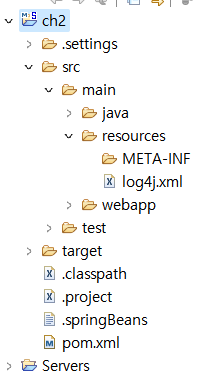 ch2
.settings
src
main
java
resources
META-INF
log4j.xml
webapp
test
target
.classpath
.project
.springBeans
pom.xml
Servers